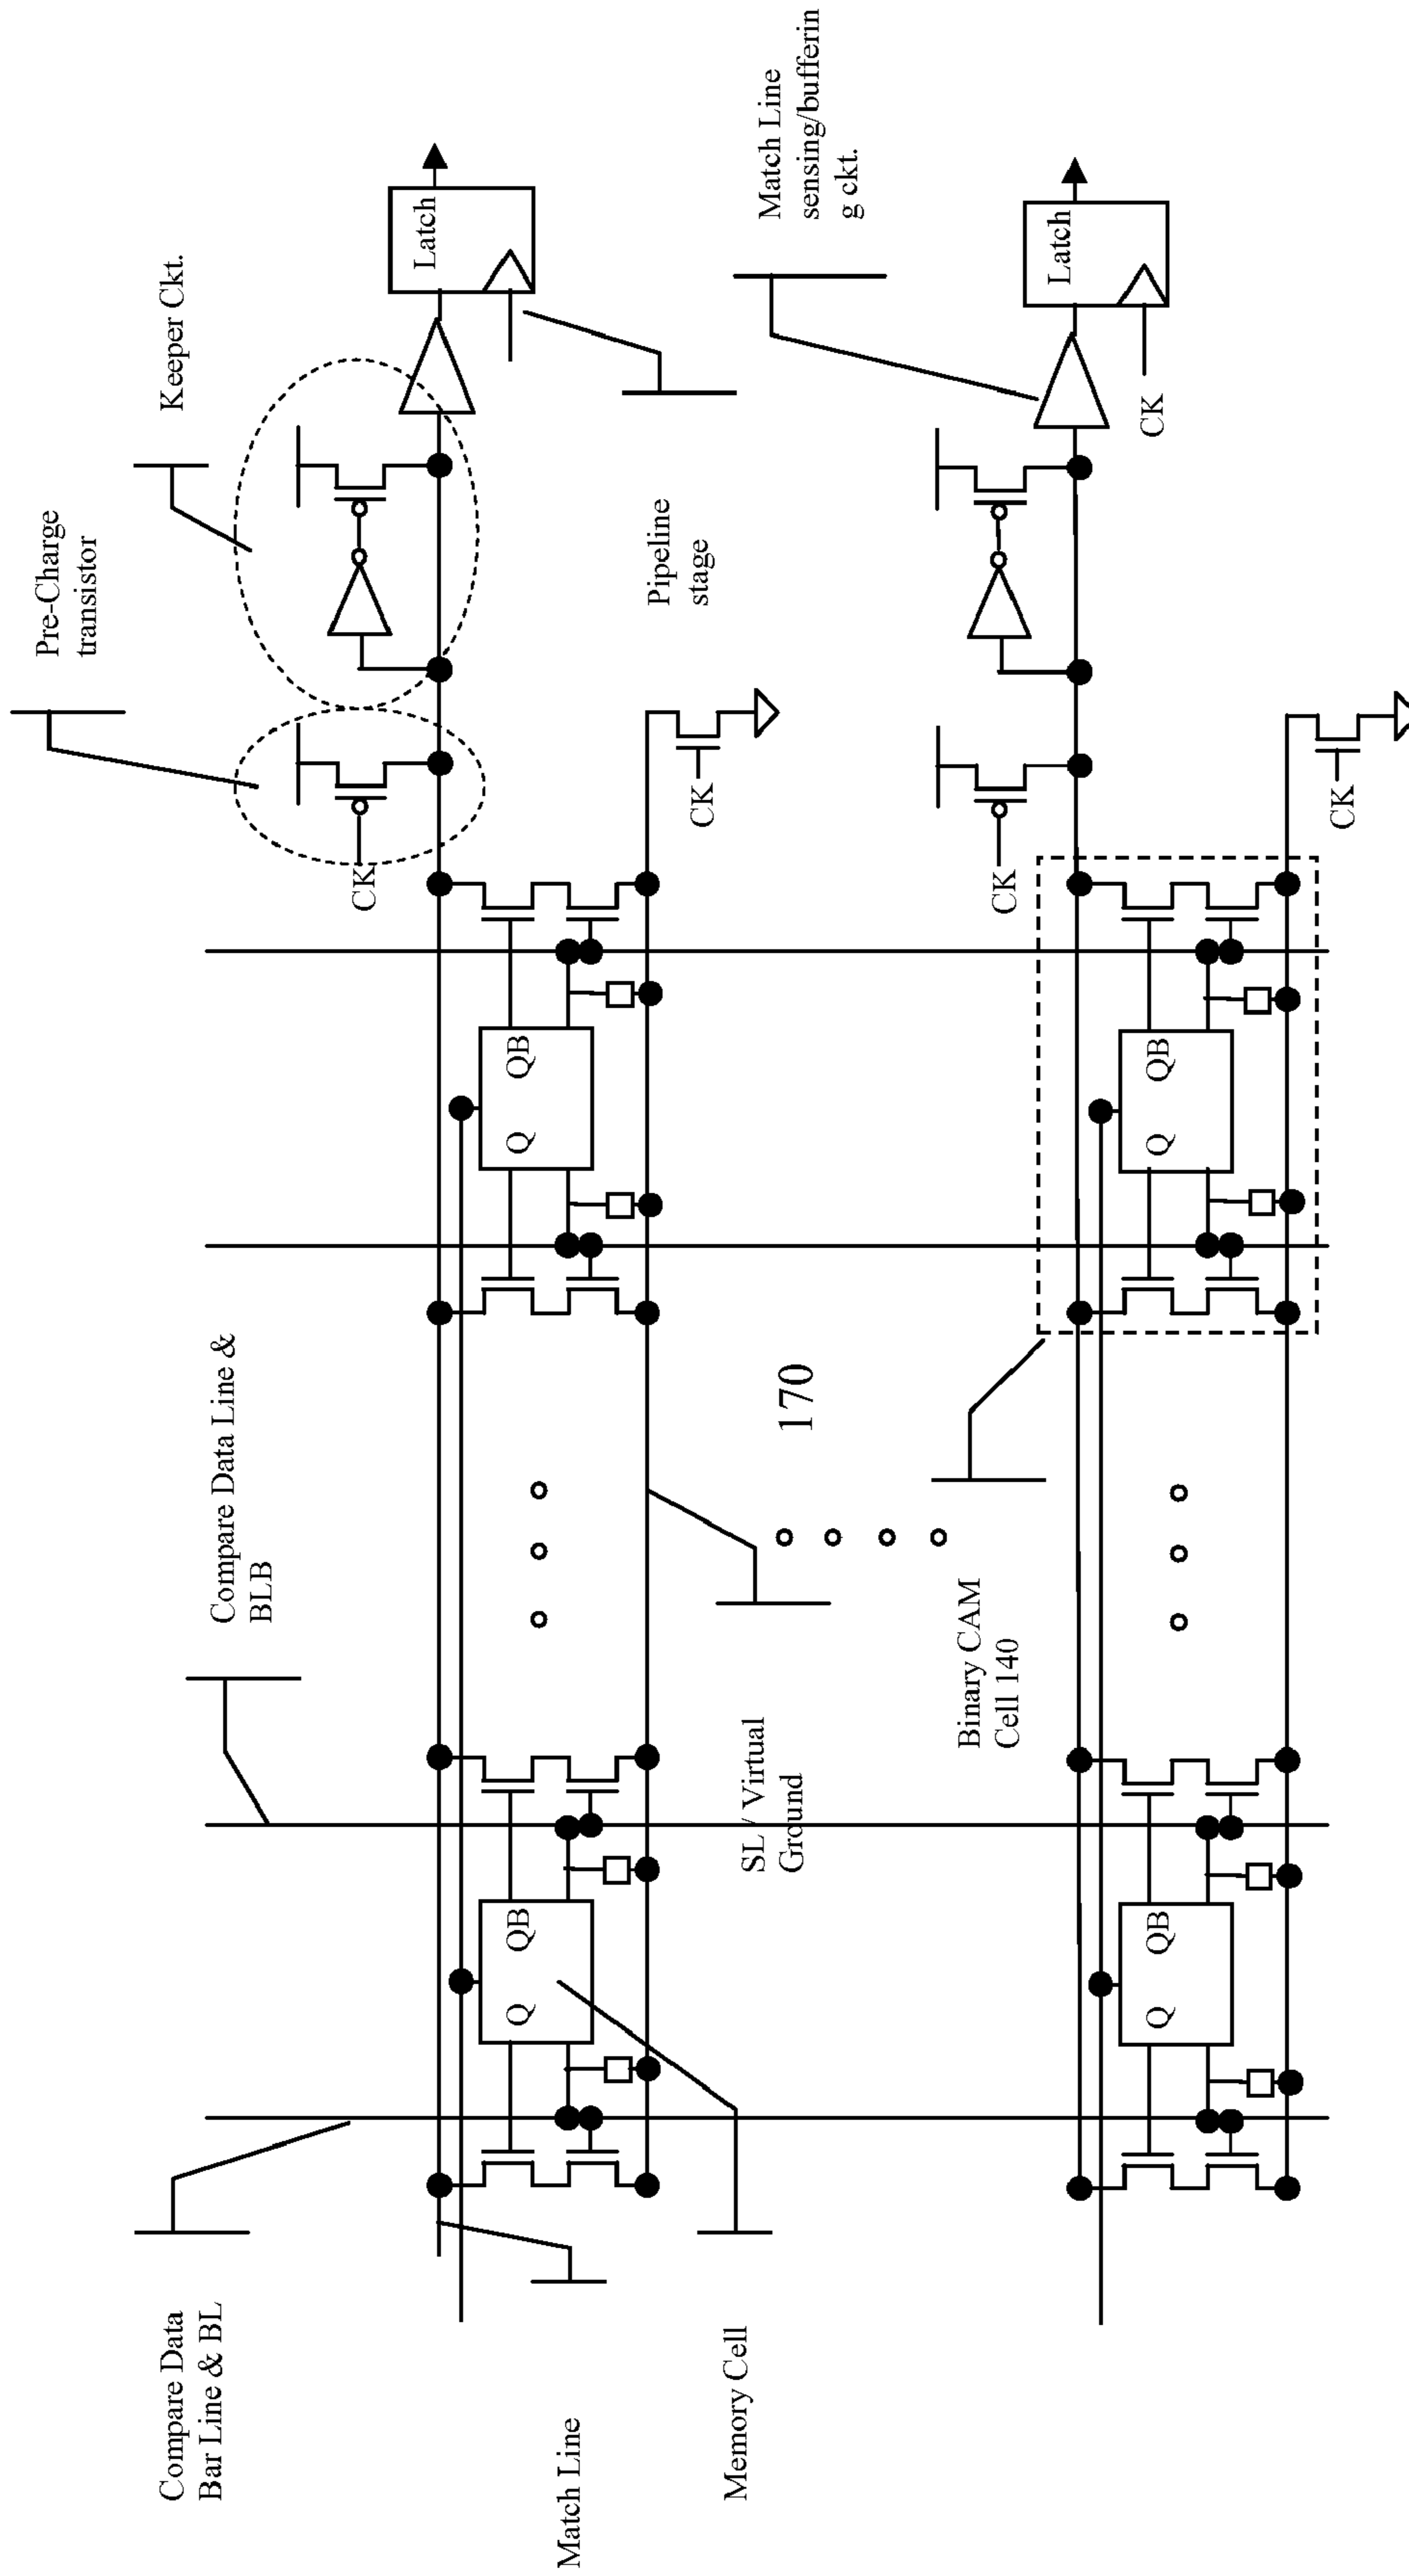 Compare Data
Bar Line & BL
Compare Data Line &
BLB
Pre-Charge
transistor
Keeper Ckt.
CK
Latch
Q
QB
Q
QB
CK
Match Line
Memory Cell
SL / Virtual
Ground
170
Pipeline
stage
Match Line
sensing/bufferin
g ckt.
Binary CAM
Cell 140
CK
Latch
CK
Q
QB
Q
QB
CK